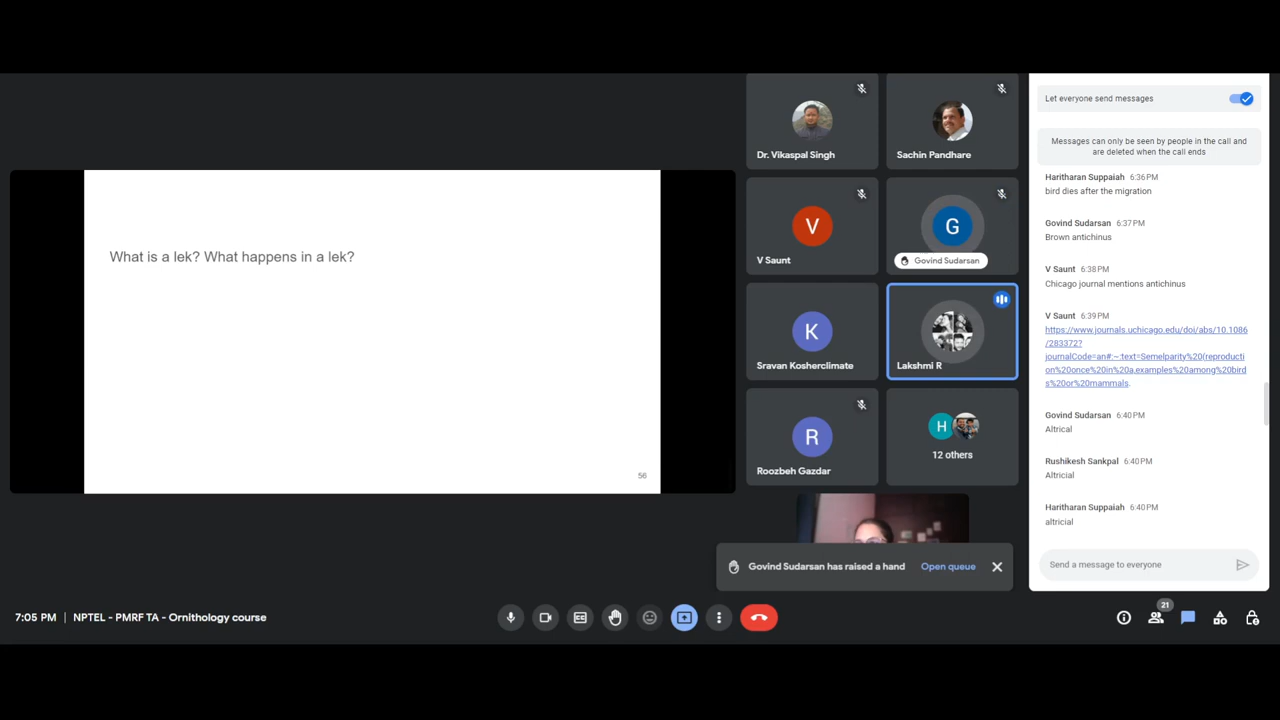 What is a lek? What happens in a lek?
56
Dr. Vikaspal Singh
Sachin Pandhare
V
V Saunt
G
Govind Sudarsan
K
Sravan Kosherclimate
Lakshmi R
R
Roozbeh Gazdar
H
12 others
Govind Sudarsan has raised a hand
Open queue
Let everyone send messages
Messages can only be seen by people in the call and
are deleted when the call ends
Haritharan Suppaiah 6:36 PM
bird dies after the migration
Govind Sudarsan 6:37 PM
Brown antichinus
V Saunt 6:38 PM
Chicago journal mentions antichinus
V Saunt 6:39 PM
https://www.journals.uchicago.edu/doi/abs/10.1086
/283372?
journalCode=an#:~:text=Semelparity%20(reproducti
on%20once%20in%20a,examples%20among%20bird
s%20or%20mammals.
Govind Sudarsan 6:40 PM
Altrical
Rushikesh Sankpal 6:40 PM
Altricial
Haritharan Suppaiah 6:40 PM
altricial
Send a message to everyone
7:05 PM | NPTEL - PMRF TA - Ornithology course
CC
21